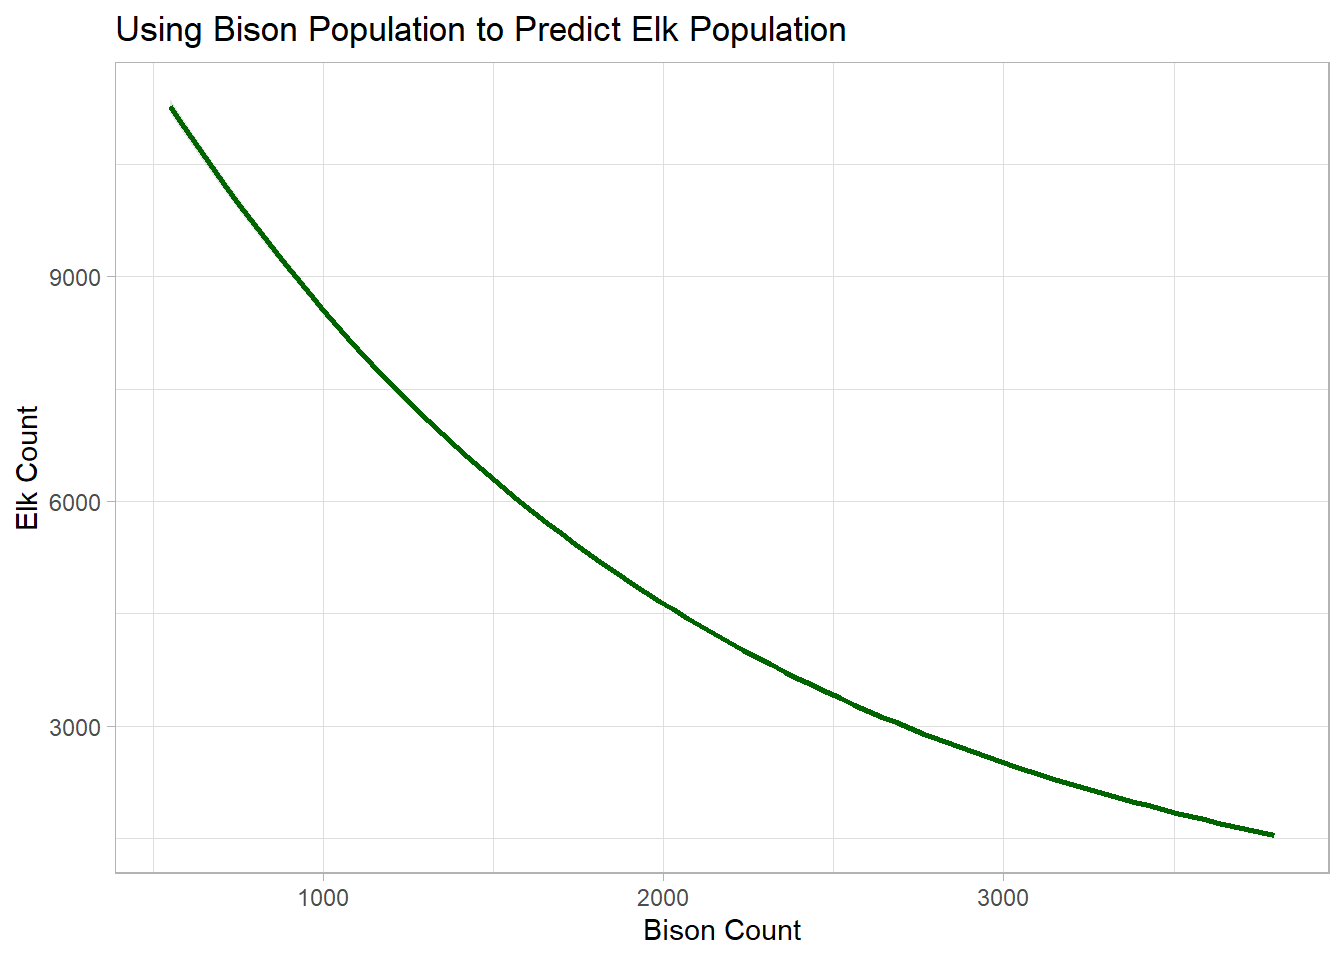 Using Bison Population to Predict Elk Population
9000
6000
3000
Elk Count
1000 2000 3000
Bison Count